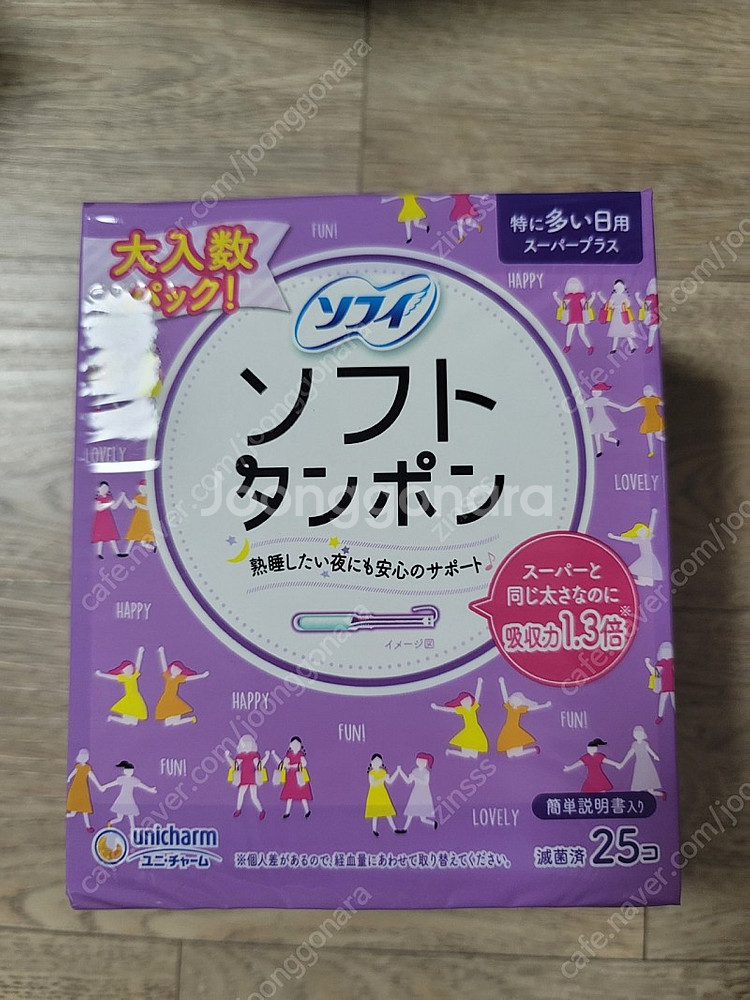 大入数
パック!
特に多い日用
スーパープラス
FUN!
HAPPY
ソフィ
ソフト
タンポン
LOVELY
LOVELY
熟睡したい夜にも安心のサポート♪
イメージ図
スーパーと
同じ太さなのに
吸収力1.3倍※
HAPPY
HAPPY
FUN!
FUN!
FUN!
LOVELY
簡単説明書入り
unicharm
ユニ・チャーム
※個人差があるので、経血量にあわせて取り替えてください。
滅菌済 25コ
Joonggonara
cafe.naver.com/joonggonara
zinsss